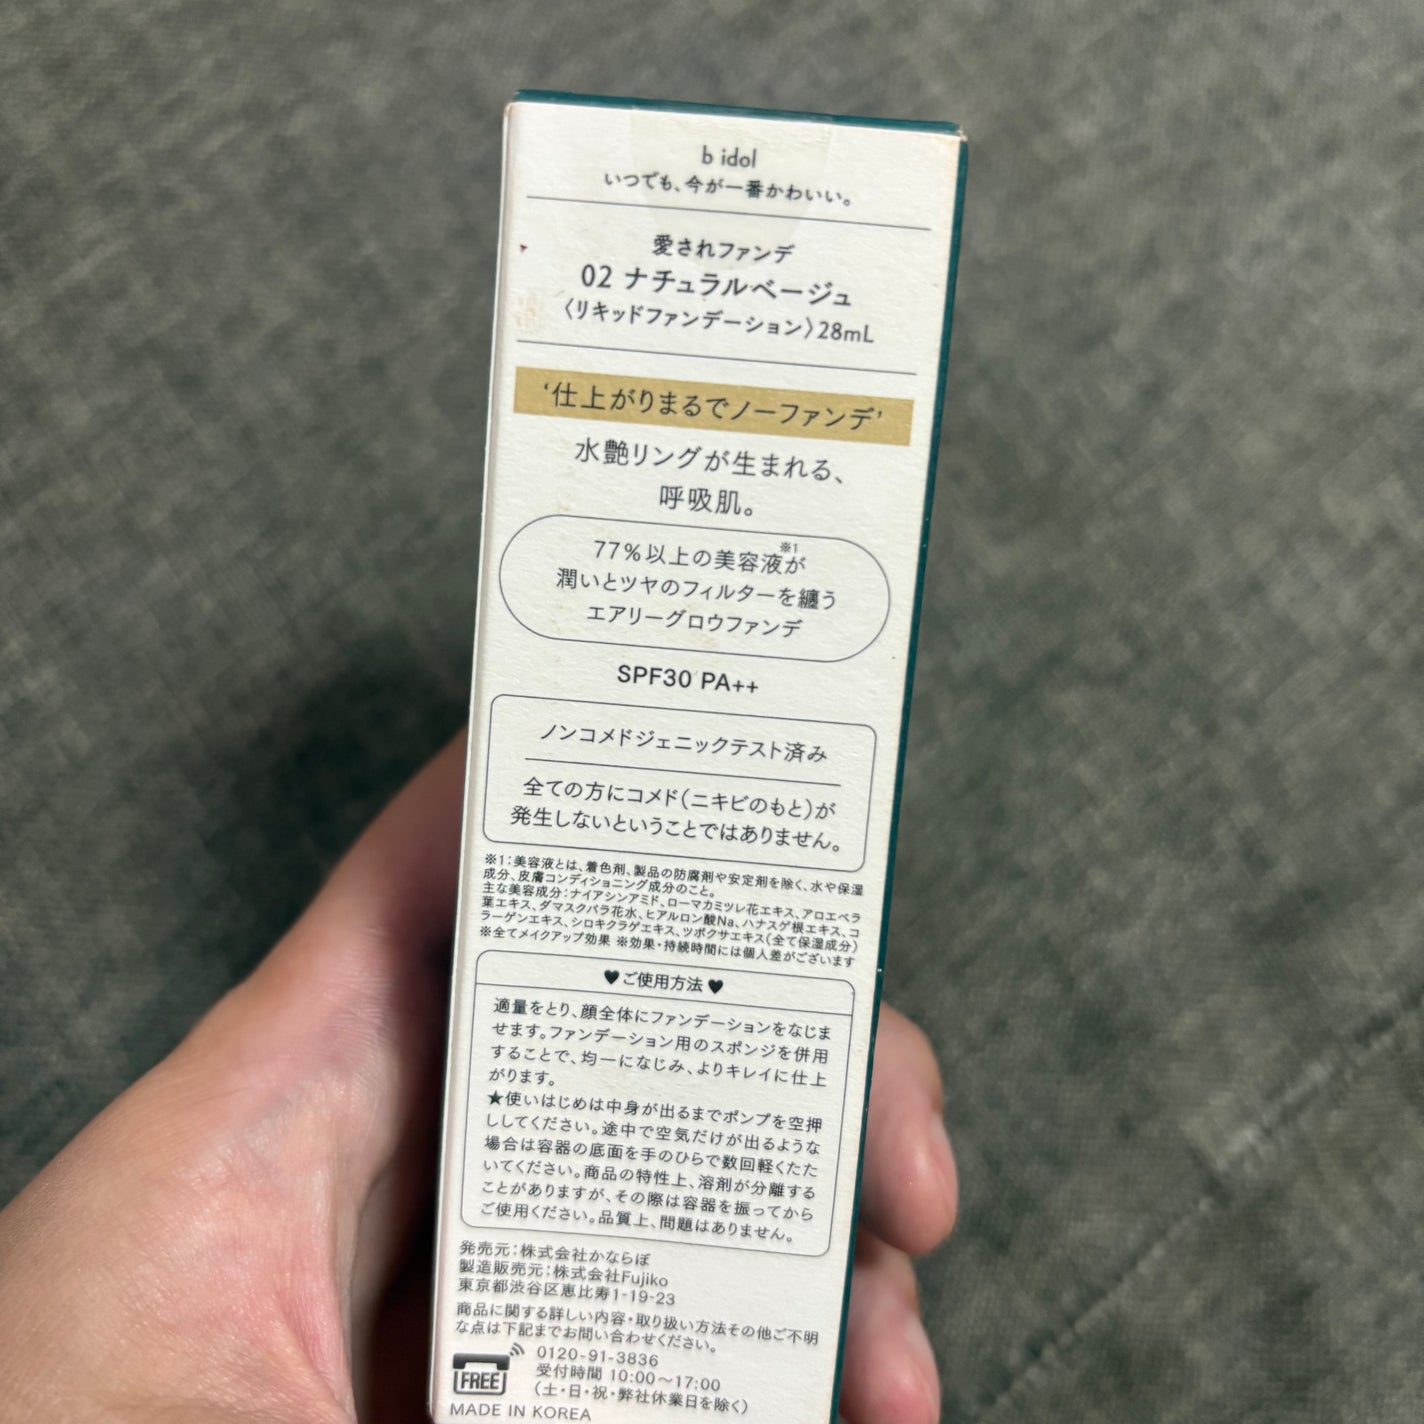 b idol
いつでも、今が一番かわいい。
愛されファンデ
02 ナチュラルベージュ
〈リキッドファンデーション〉28mL
‘仕上がりまるでノーファンデ’
水艶リングが生まれる、
呼吸肌。
77%以上の美容液※1が
潤いとツヤのフィルターを纏う
エアリーグロウファンデ
SPF30 PA++
ノンコメドジェニックテスト済み
全ての方にコメド(ニキビのもと)が
発生しないということではありません。
※1:美容液とは、着色剤、製品の防腐剤や安定剤を除く、水や保湿
成分、皮膚コンディショニング成分のこと。
主な美容成分:ナイアシンアミド、ローマカミツレ花エキス、アロエベラ
葉エキス、ダマスクバラ花水、ヒアルロン酸Na、ハナスゲ根エキス、コ
ラーゲンエキス、シロキクラゲエキス、ツボクサエキス(全て保湿成分)
※全てメイクアップ効果 ※効果・持続時間には個人差がございます
♥ご使用方法♥
適量をとり、顔全体にファンデーションをなじま
せます。ファンデーション用のスポンジを併用
することで、均一になじみ、よりキレイに仕上
がります。
★使いはじめは中身が出るまでポンプを空押
ししてください。途中で空気だけが出るような
場合は容器の底面を手のひらで数回軽くたた
いてください。商品の特性上、溶剤が分離する
ことがありますが、その際は容器を振ってから
ご使用ください。品質上、問題はありません。
発売元:株式会社かならぼ
製造販売元:株式会社Fujiko
東京都渋谷区恵比寿1-19-23
商品に関する詳しい内容・取り扱い方法その他ご不明
な点は下記までお問い合わせください。
FREE
0120-91-3836
受付時間 10:00〜17:00
(土・日・祝・弊社休業日を除く)
MADE IN KOREA